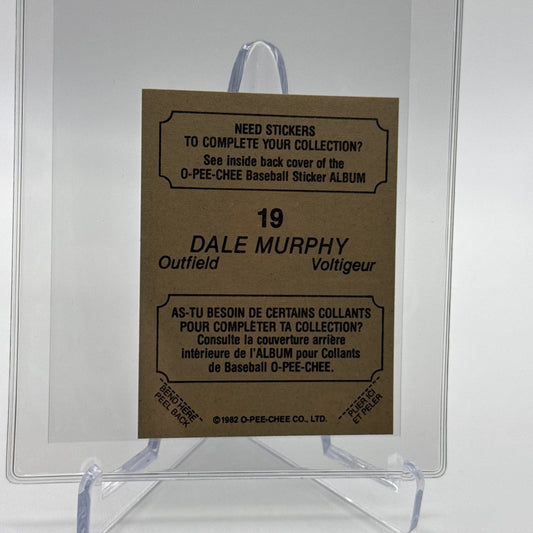 NEED STICKERS
TO COMPLETE YOUR COLLECTION?
See inside back cover of the
O-PEE-CHEE Baseball Sticker ALBUM
19
DALE MURPHY
Outfield Voltigeur
AS-TU BESOIN DE CERTAINS COLLANTS
POUR COMPLÈTER TA COLLECTION?
Consulte la couverture arrière
intérieure de l'ALBUM pour Collants
de Baseball O-PEE-CHEE.
BEND HERE
PEEL BACK
PLIER ICI
ET PELER
©1982 O-PEE-CHEE CO., LTD.